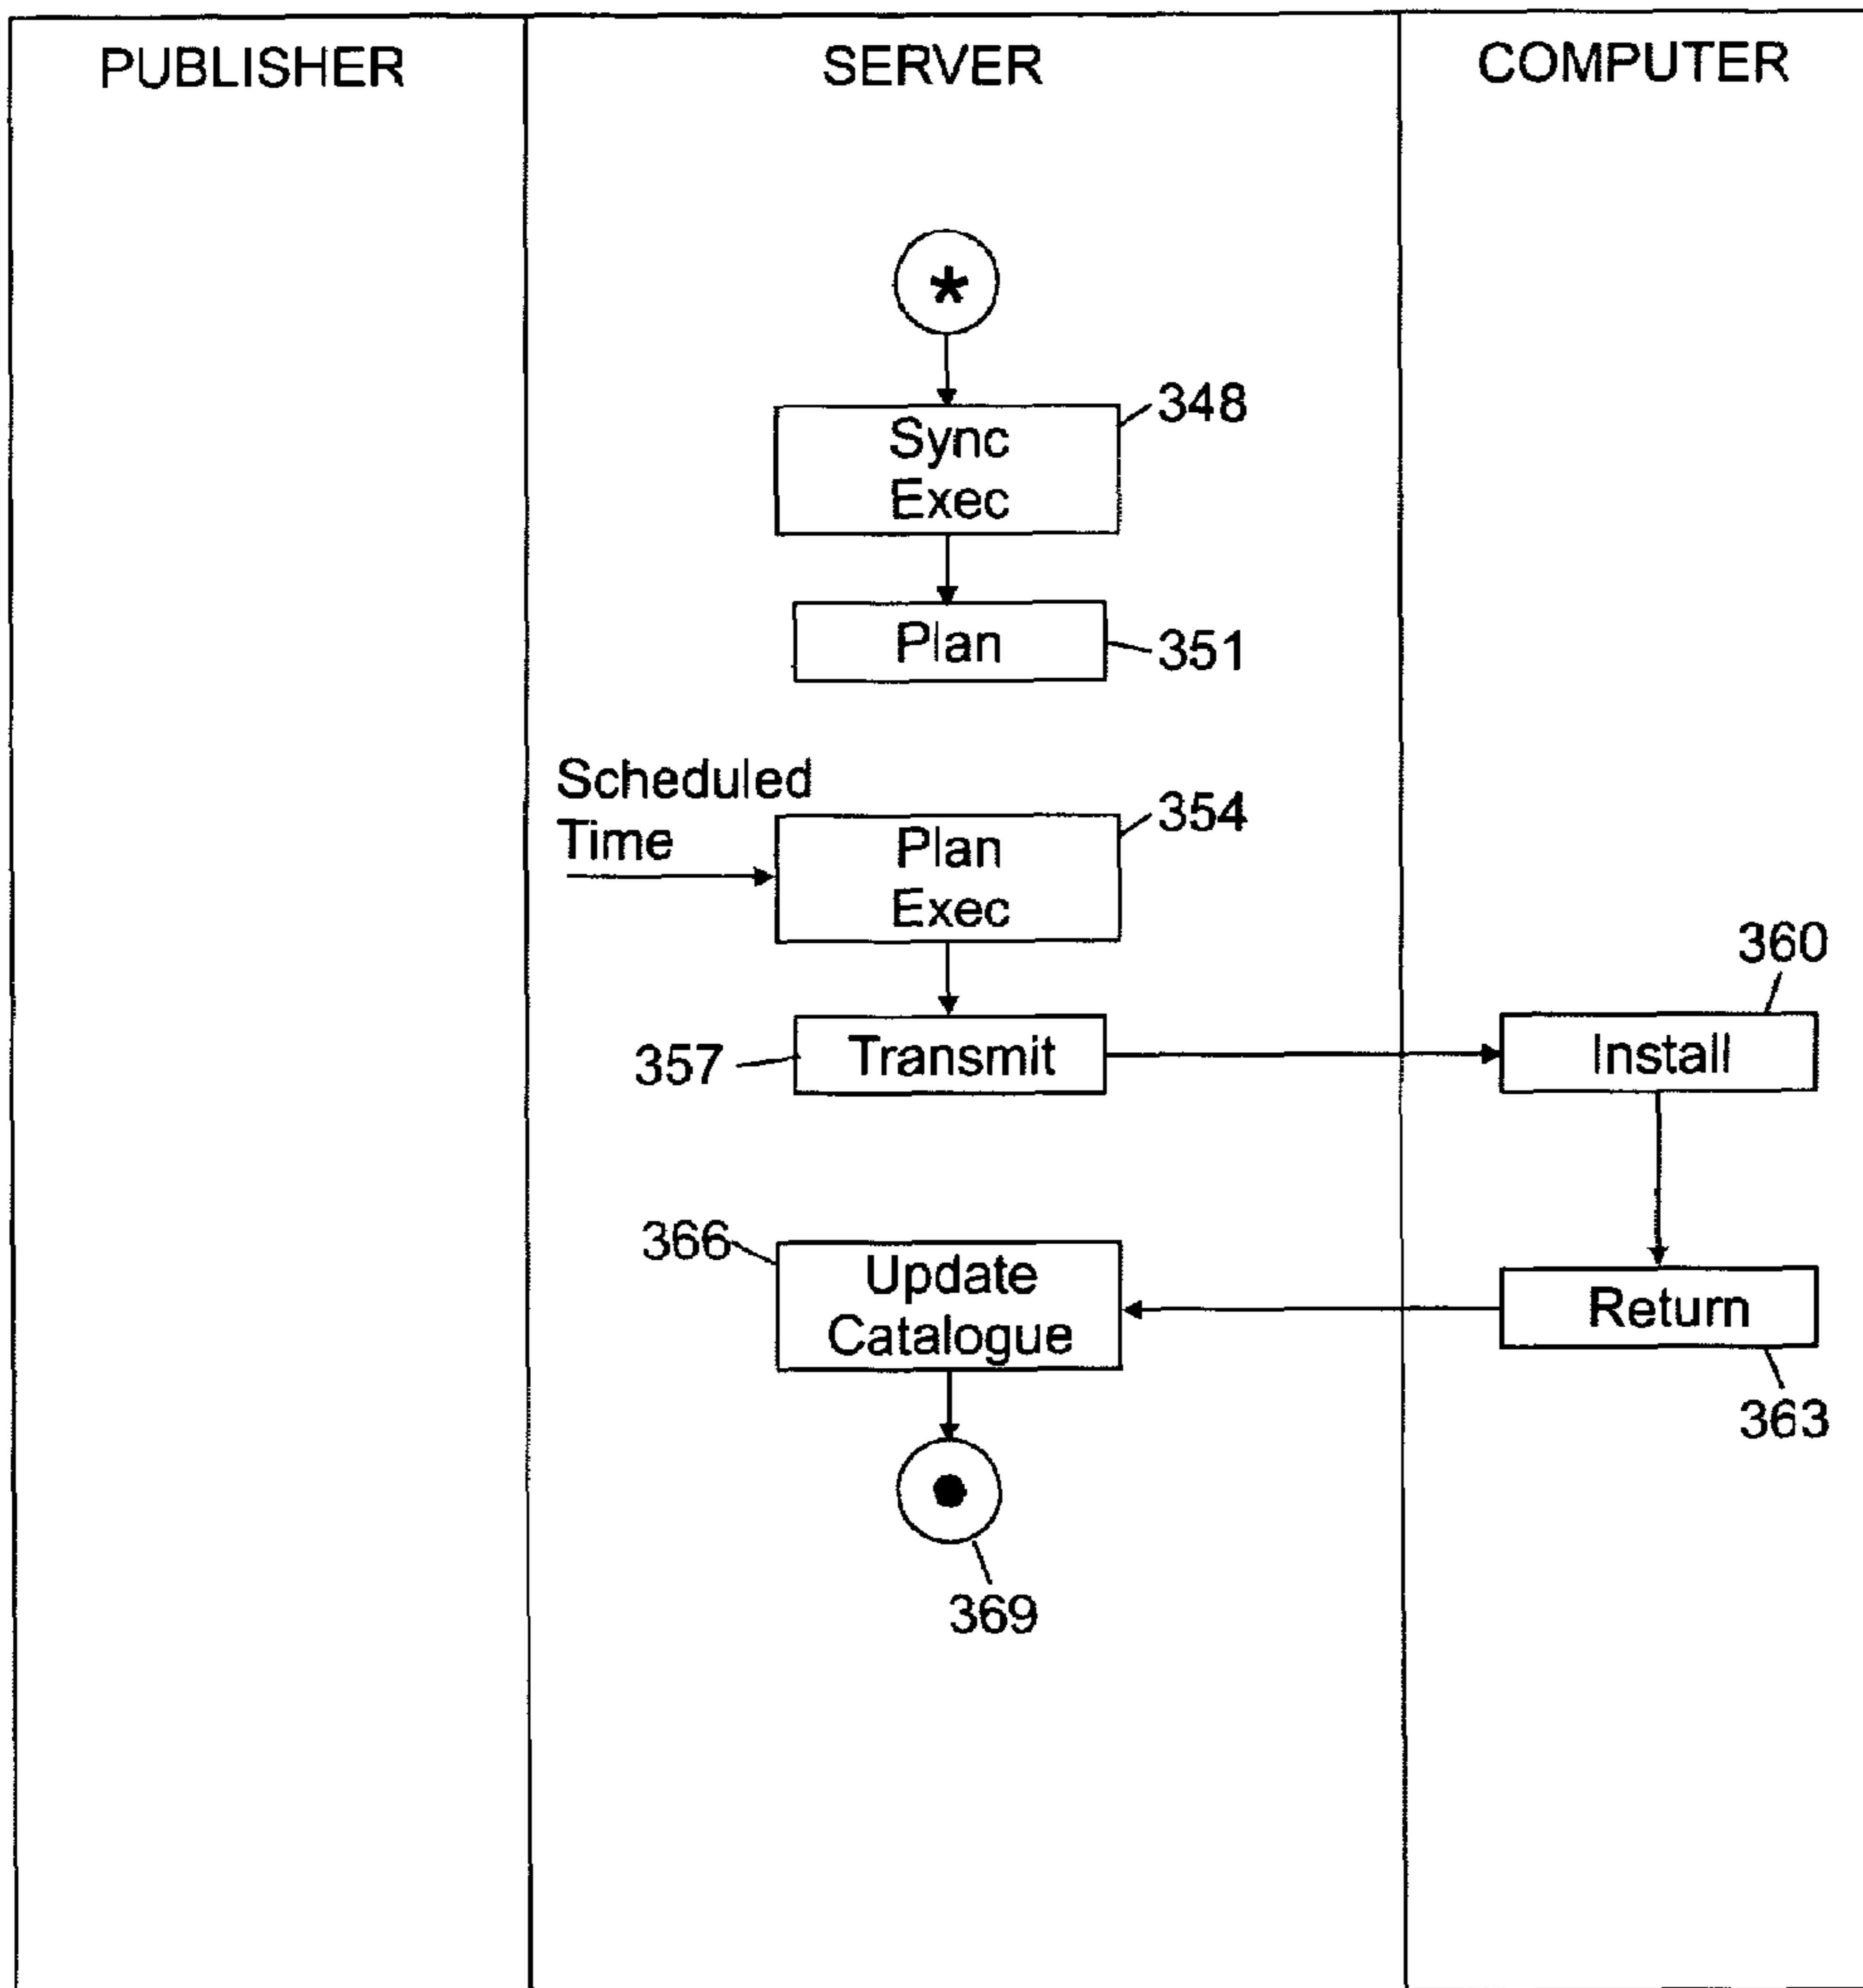 PUBLISHER
SERVER
COMPUTER
*
348
Sync
Exec
Plan
351
Scheduled
Time
354
Plan
Exec
360
357
Transmit
Install
366
Update
Catalogue
Return
363
369